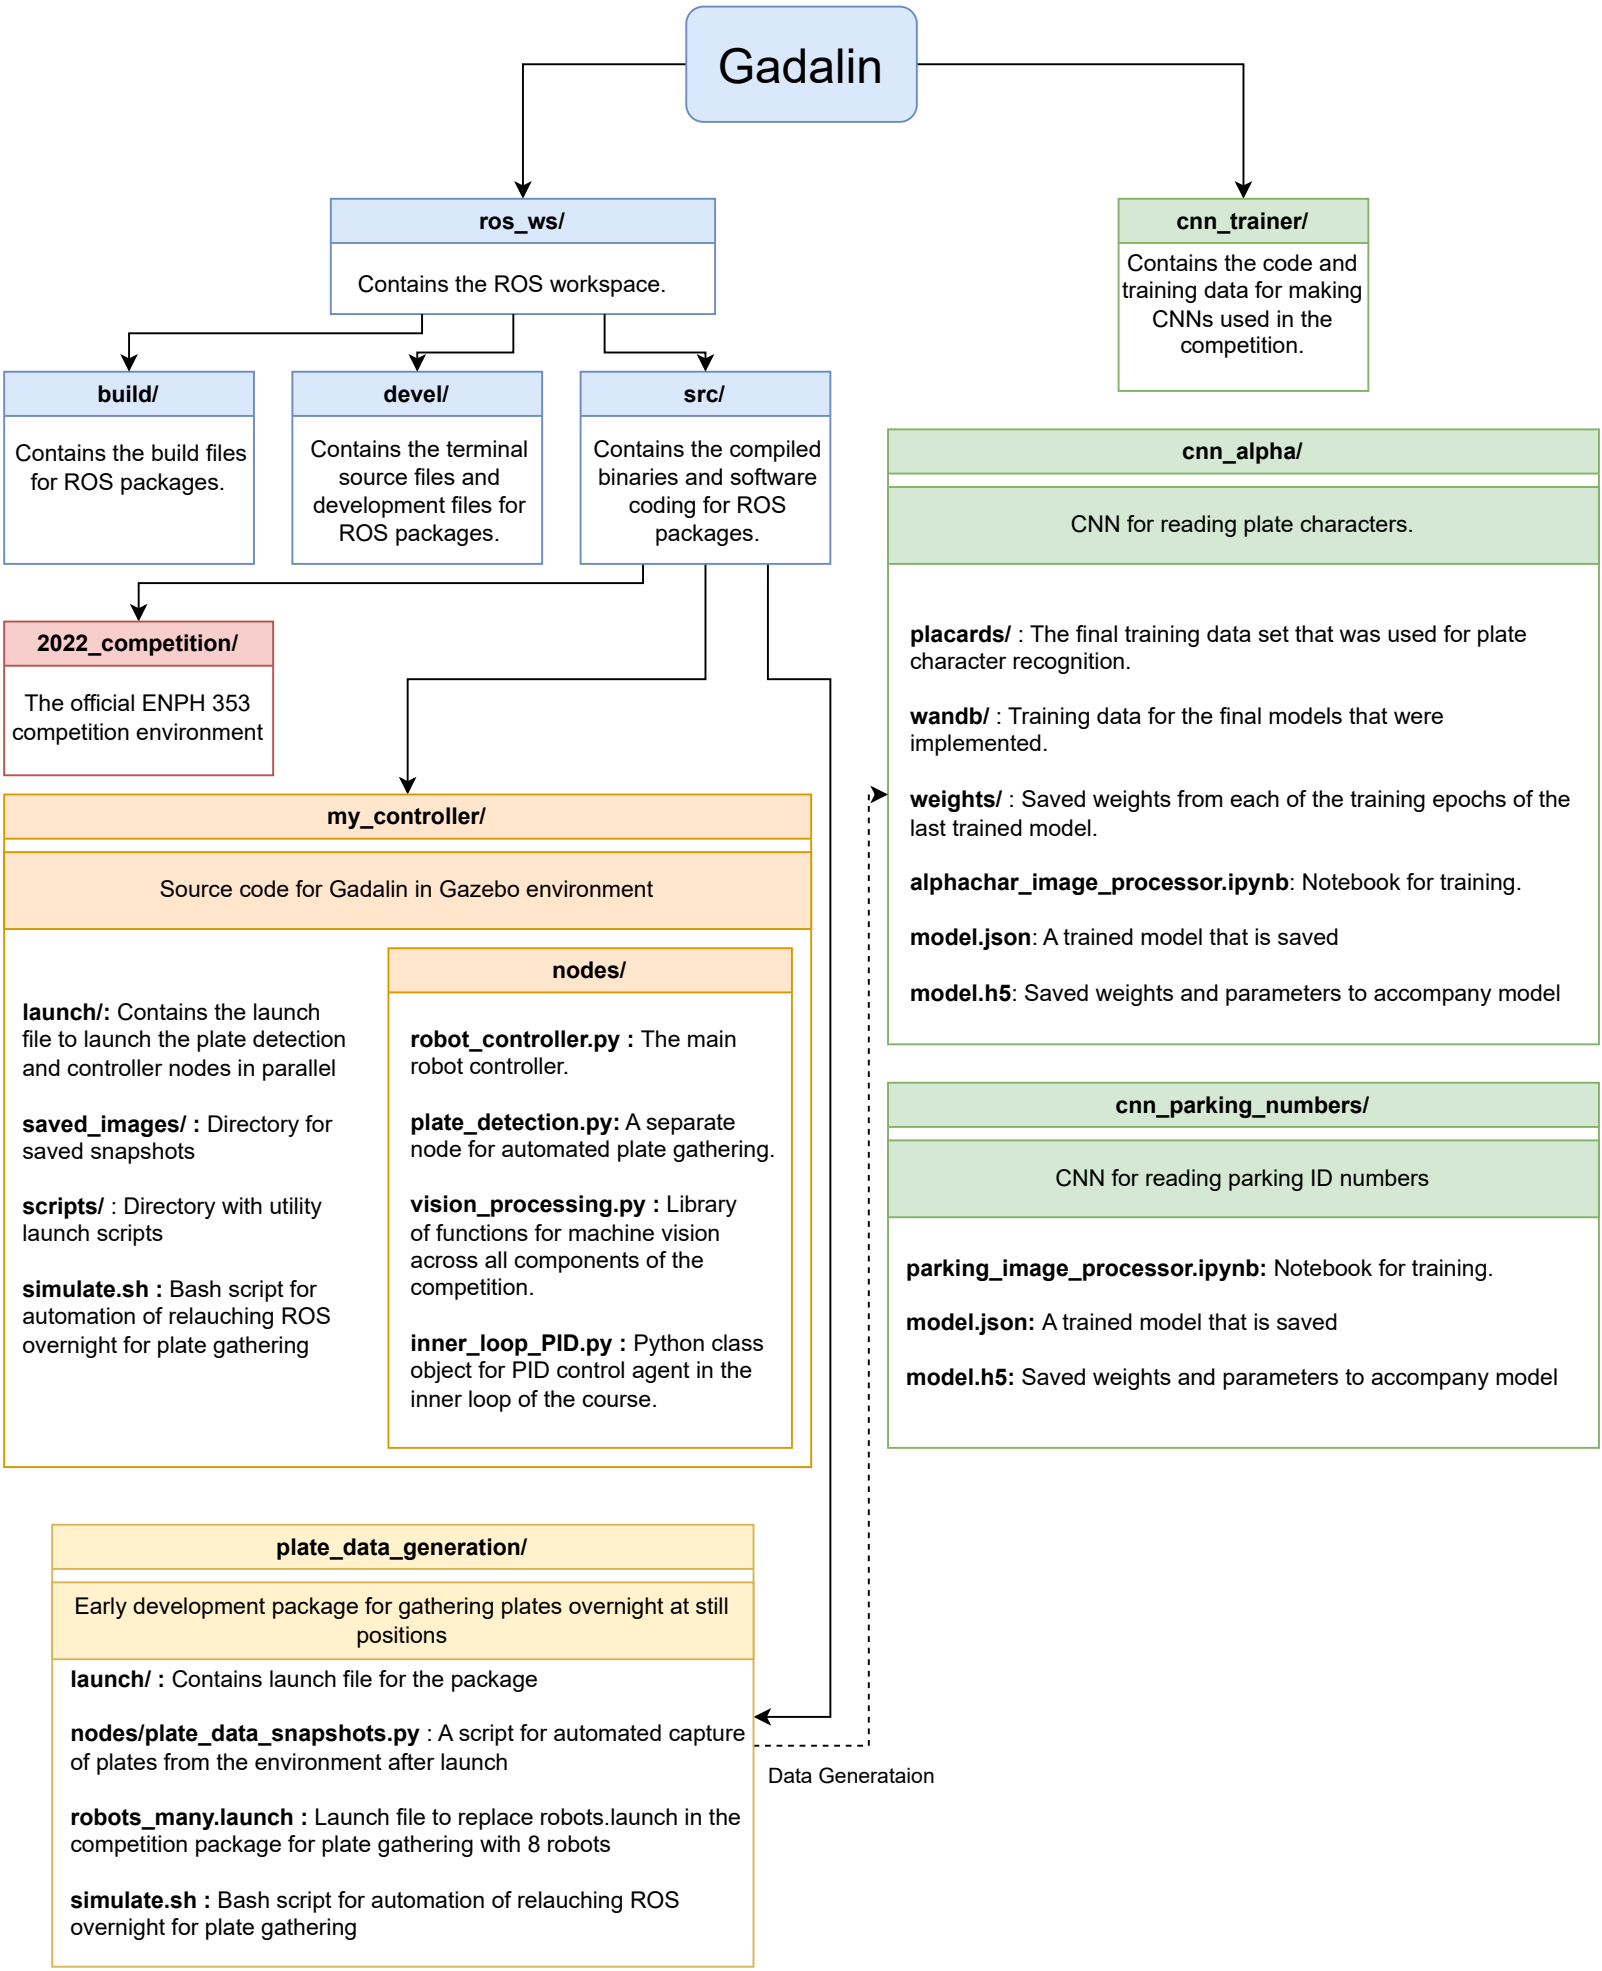 Gadalin
ros_ws/
Contains the ROS workspace.
cnn_trainer/
Contains the code and
training data for making
CNNs used in the
competition.
build/
Contains the build files
for ROS packages.
devel/
Contains the terminal
source files and
development files for
ROS packages.
src/
Contains the compiled
binaries and software
coding for ROS
packages.
2022_competition/
The official ENPH 353
competition environment
my_controller/
Source code for Gadalin in Gazebo environment
launch/: Contains the launch
file to launch the plate detection
and controller nodes in parallel
saved_images/ : Directory for
saved snapshots
scripts/ : Directory with utility
launch scripts
simulate.sh : Bash script for
automation of relauching ROS
overnight for plate gathering
nodes/
robot_controller.py : The main
robot controller.
plate_detection.py: A separate
node for automated plate gathering.
vision_processing.py : Library
of functions for machine vision
across all components of the
competition.
inner_loop_PID.py : Python class
object for PID control agent in the
inner loop of the course.
plate_data_generation/
Early development package for gathering plates overnight at still
positions
launch/ : Contains launch file for the package
nodes/plate_data_snapshots.py : A script for automated capture
of plates from the environment after launch
robots_many.launch : Launch file to replace robots.launch in the
competition package for plate gathering with 8 robots
simulate.sh : Bash script for automation of relauching ROS
overnight for plate gathering
Data Generataion
cnn_alpha/
CNN for reading plate characters.
placards/ : The final training data set that was used for plate
character recognition.
wandb/ : Training data for the final models that were
implemented.
weights/ : Saved weights from each of the training epochs of the
last trained model.
alphachar_image_processor.ipynb: Notebook for training.
model.json: A trained model that is saved
model.h5: Saved weights and parameters to accompany model
cnn_parking_numbers/
CNN for reading parking ID numbers
parking_image_processor.ipynb: Notebook for training.
model.json: A trained model that is saved
model.h5: Saved weights and parameters to accompany model